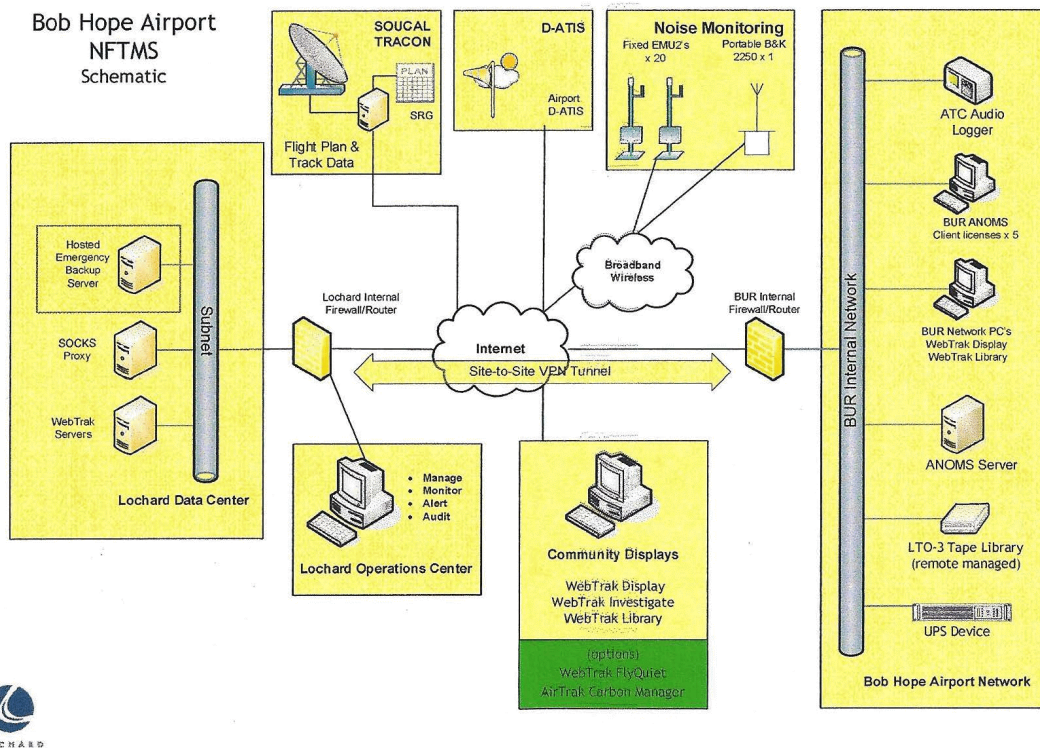 Bob Hope Airport
NFTMS
Schematic
SOUCAL
TRACON
PLAN
SRG
Flight Plan &
Track Data
D-ATIS
Airport
D-ATIS
Noise Monitoring
Fixed EMU2's
x 20
Portable B&K
2250 x 1
Hosted
Emergency
Backup
Server
SOCKS
Proxy
WebTrak
Servers
Subnet
Lochard Data Center
Lochard Internal
Firewall/Router
Internet
Site-to-Site VPN Tunnel
Broadband
Wireless
BUR Internal
Firewall/Router
Manage
Monitor
Alert
Audit
Lochard Operations Center
Community Displays
WebTrak Display
WebTrak Investigate
WebTrak Library
(options)
WebTrak FlyQuiet
AirTrak Carbon Manager
BUR Internal Network
ATC Audio
Logger
BUR ANOMS
Client licenses x 5
BUR Network PC's
WebTrak Display
WebTrak Library
ANOMS Server
LTO-3 Tape Library
(remote managed)
UPS Device
Bob Hope Airport Network